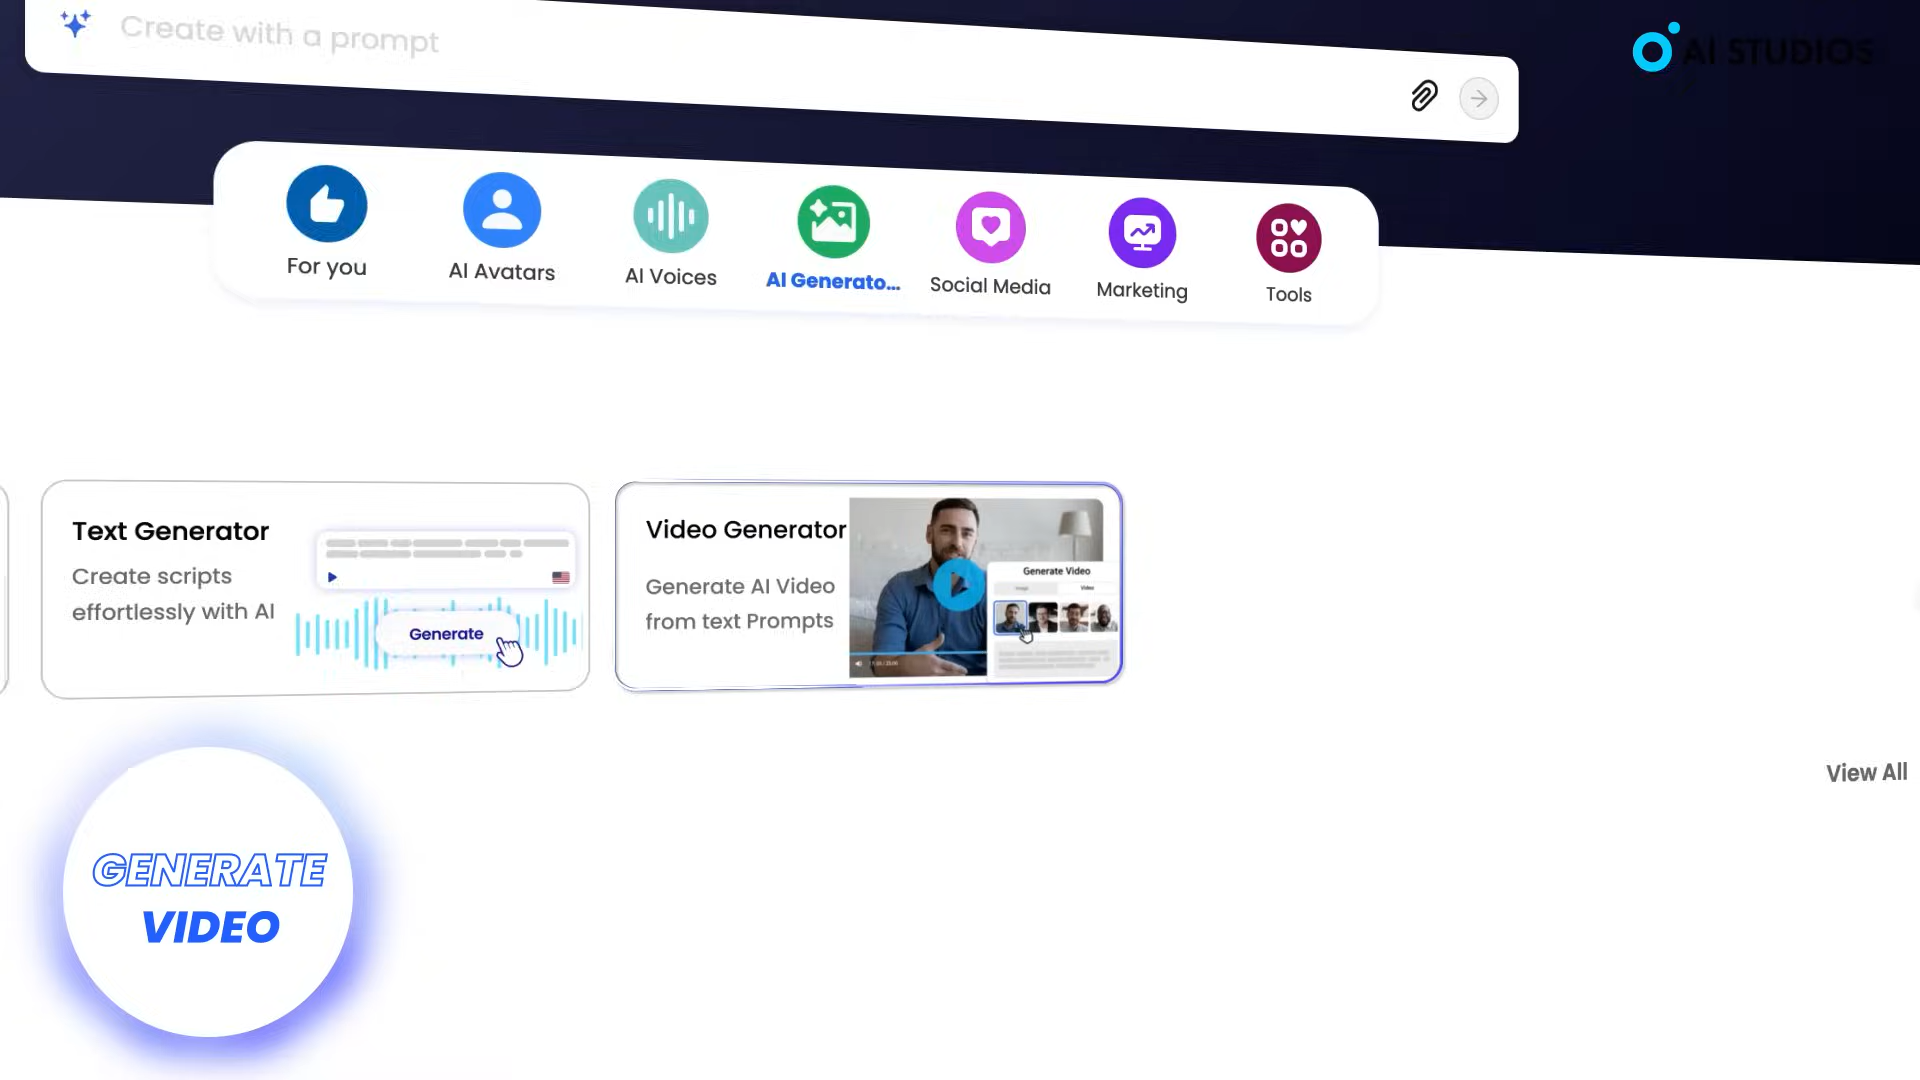 Create with a prompt
AI STUDIOS
For you
AI Avatars
AI Voices
AI Generato...
Social Media
Marketing
Tools
Text Generator
Create scripts
effortlessly with AI
Generate
Video Generator
Generate AI Video
from text Prompts
Generate Video
Image
Video
View All
GENERATE
VIDEO